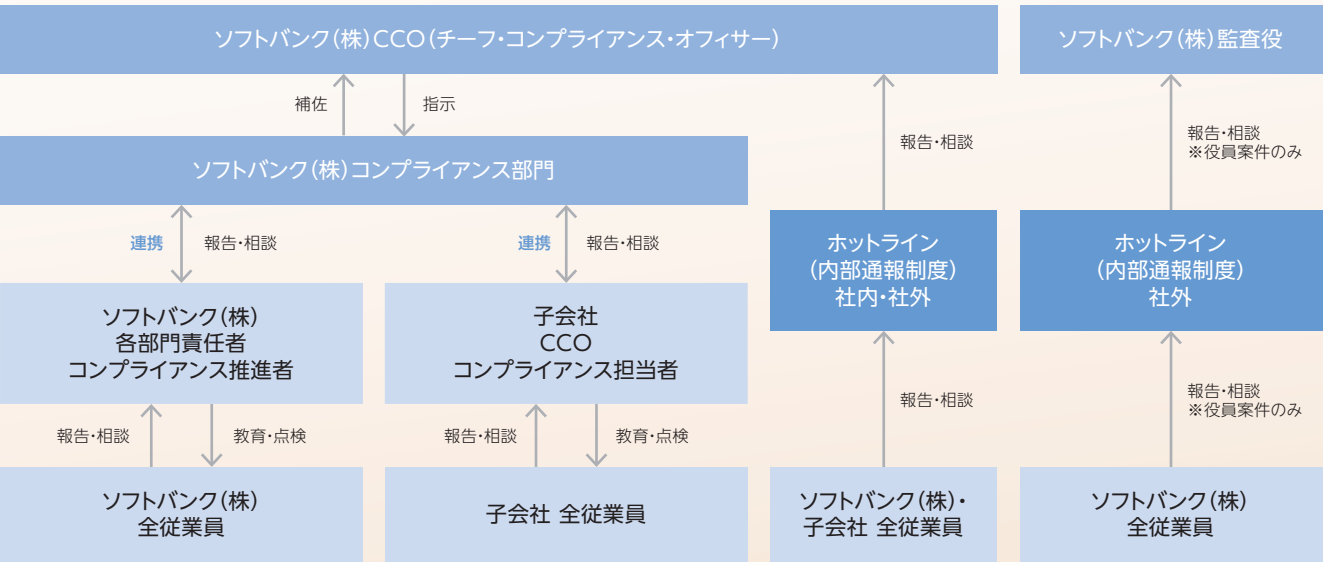 ソフトバンク(株)CCO(チーフ・コンプライアンス・オフィサー)
ソフトバンク(株)監査役
補佐
指示
報告・相談
報告・相談
※役員案件のみ
ソフトバンク(株)コンプライアンス部門
連携
報告・相談
連携
報告・相談
ホットライン
(内部通報制度)
社内・社外
ホットライン
(内部通報制度)
社外
ソフトバンク(株)
各部門責任者
コンプライアンス推進者
子会社
CCO
コンプライアンス担当者
報告・相談
教育・点検
報告・相談
教育・点検
報告・相談
報告・相談
※役員案件のみ
ソフトバンク(株)
全従業員
子会社 全従業員
ソフトバンク(株)・
子会社 全従業員
ソフトバンク(株)
全従業員